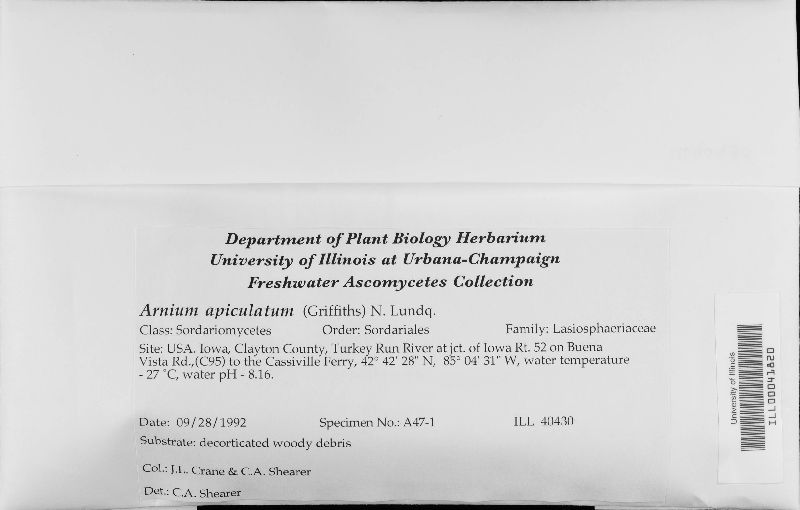 Department of Plant Biology Herbarium
University of Illinois at Urbana-Champaign
Freshwater Ascomycetes Collection
Arnium apiculatum (Griffiths) N. Lundq.
Class: Sordariomycetes Order: Sordariales Family: Lasiosphaeriaceae
Site: USA. Iowa, Clayton County, Turkey Run River at jct. of Iowa Rt. 52 on Buena
Vista Rd.,(C95) to the Cassiville Ferry, 42° 42' 28" N, 85° 04' 31" W, water temperature
- 27 °C, water pH - 8.16.
Date: 09/28/1992 Specimen No.: A47-1 ILL 40430
Substrate: decorticated woody debris
Col.: J.L. Crane & C.A. Shearer
Det.: C.A. Shearer
University of Illinois
ILL00041820